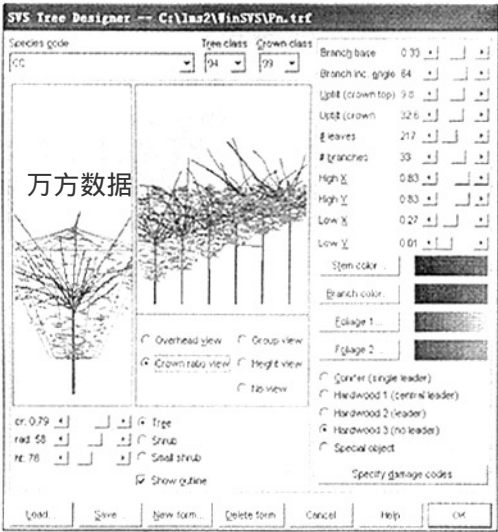 SVS Tree Designer -- C:\Ims2\WinSVS\Pn.trf
Species code
Tree class
Crown class
CC
94
99
Branch base 0.33
Branch inc. angle 64
Uplift (crown top) 9.8
Uplift (crown 32.6
# leaves 217
# branches 33
High X 0.83
High Y 0.83
Low X 0.27
Low Y 0.01
Stem color...
Branch color...
Foliage 1...
Foliage 2...
万方数据
Overhead view
Group view
Crown ratio view
Height view
No view
Conifer (single leader)
Hardwood 1 (central leader)
Hardwood 2 (leader)
Hardwood 3 (no leader)
Special object
cr: 0.79
rad: 58
ht: 78
Tree
Shrub
Small shrub
Show outline
Specify damage codes
Load...
Save...
New form...
Delete form
Cancel
Help
OK